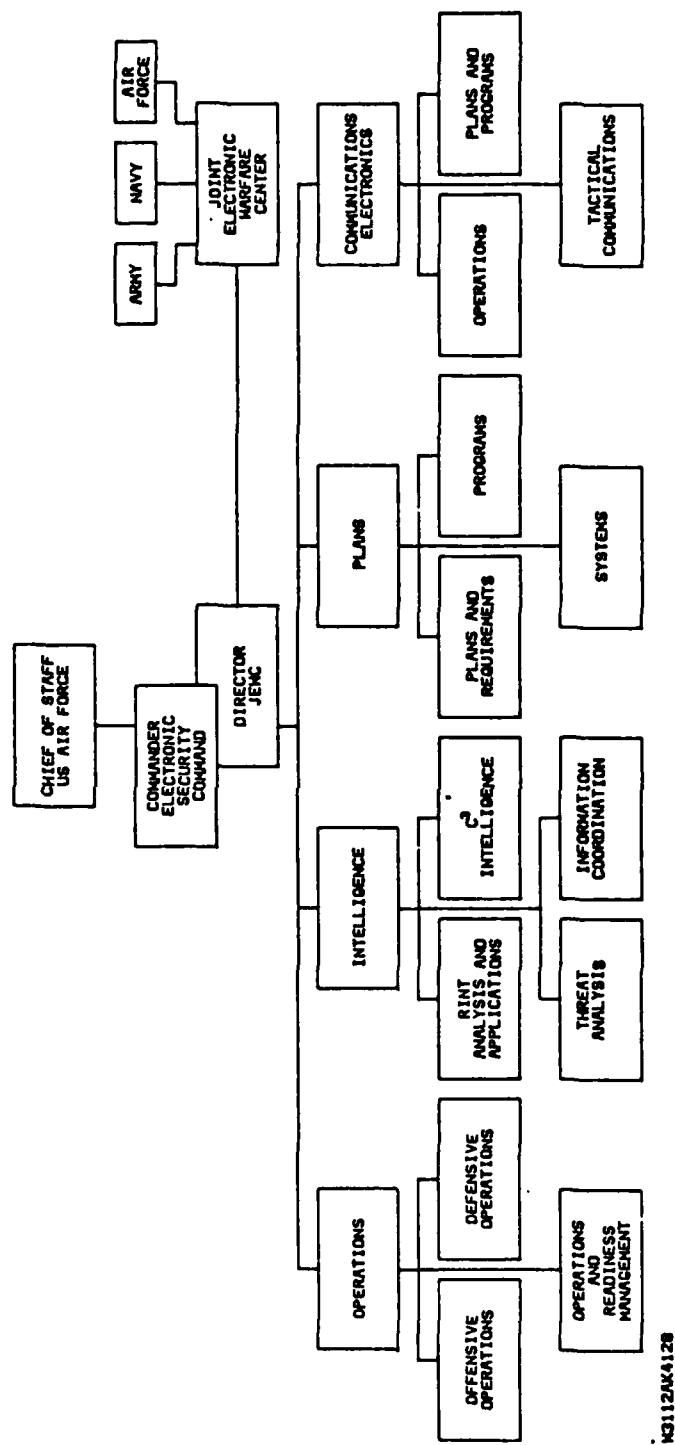 CHIEF OF STAFF
US AIR FORCE
COMMANDER
ELECTRONIC
SECURITY
COMMAND
DIRECTOR
JEWC
ARMY
NAVY
AIR
FORCE
JOINT
ELECTRONIC
WARFARE
CENTER
OPERATIONS
INTELLIGENCE
PLANS
COMMUNICATIONS
ELECTRONICS
OFFENSIVE
OPERATIONS
DEFENSIVE
OPERATIONS
RINT
ANALYSIS AND
APPLICATIONS
C³
INTELLIGENCE
PLANS AND
REQUIREMENTS
PROGRAMS
OPERATIONS
PLANS AND
PROGRAMS
OPERATIONS
AND
READINESS
MANAGEMENT
THREAT
ANALYSIS
INFORMATION
COORDINATION
SYSTEMS
TACTICAL
COMMUNICATIONS
W3112AK4128